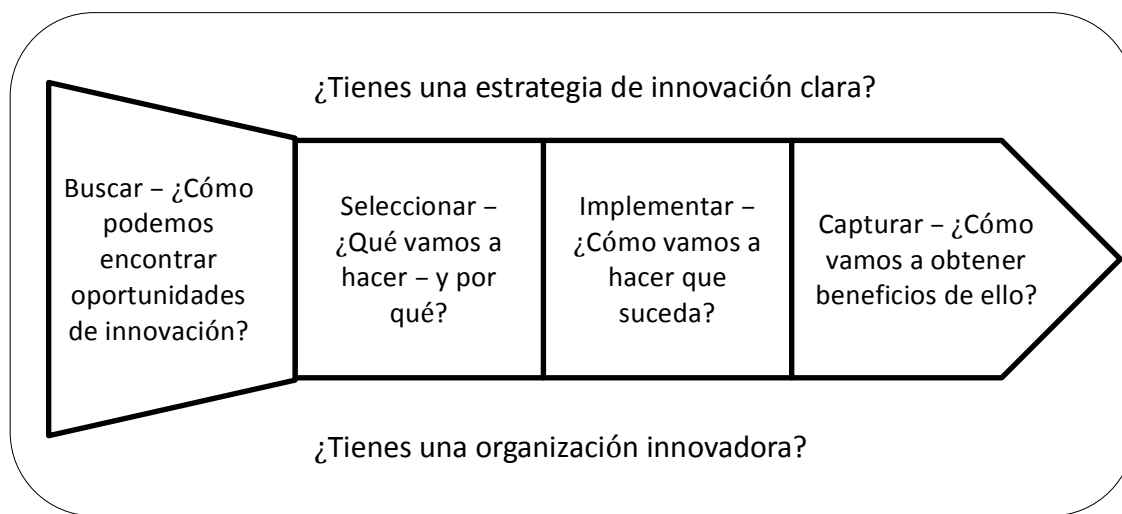 ¿Tienes una estrategia de innovación clara?
Buscar – ¿Cómo
podemos
encontrar
oportunidades
de innovación?
Seleccionar –
¿Qué vamos a
hacer – y por
qué?
Implementar –
¿Cómo vamos a
hacer que
suceda?
Capturar – ¿Cómo
vamos a obtener
beneficios de ello?
¿Tienes una organización innovadora?